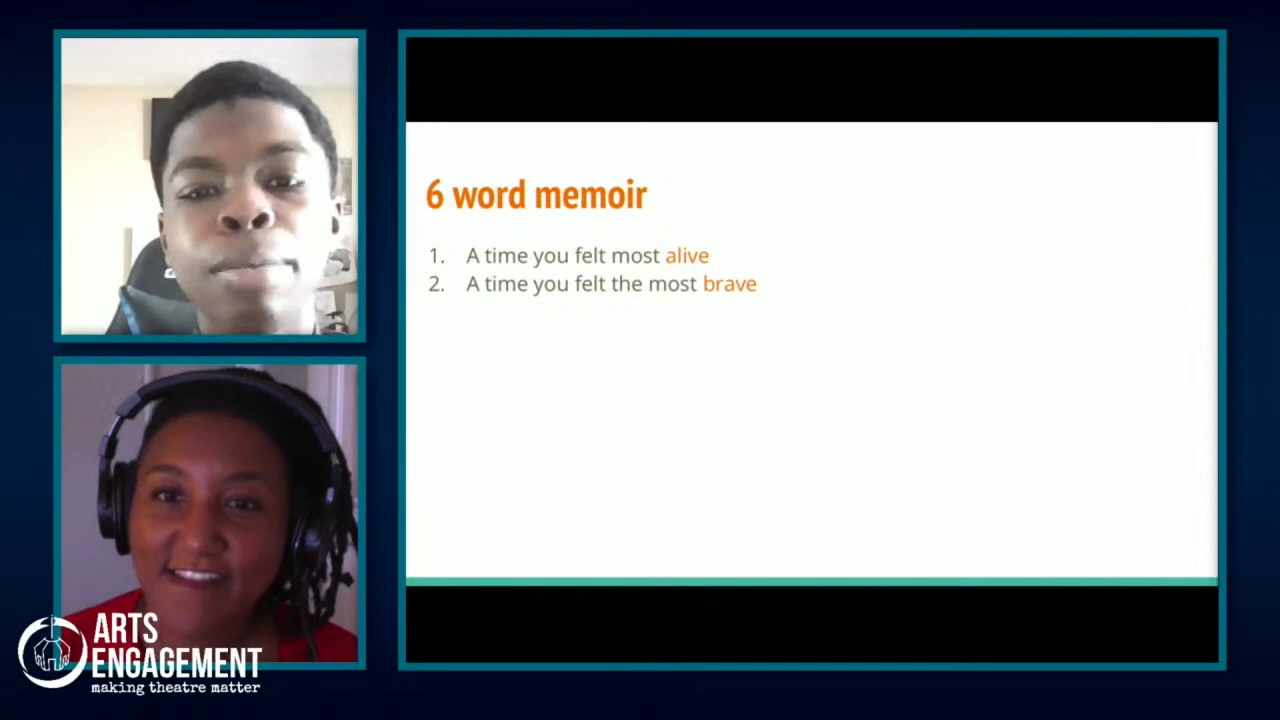 6 word memoir
1. A time you felt most alive
2. A time you felt the most brave
ARTS
ENGAGEMENT
making theatre matter